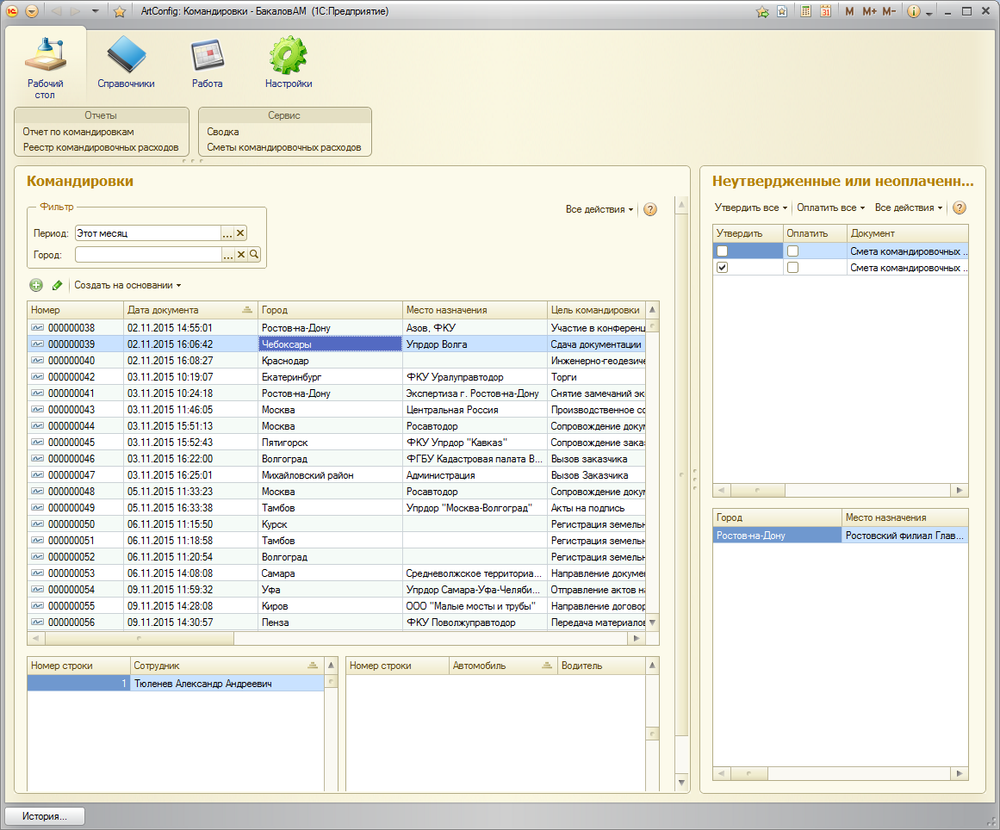 ArtConfig: Командировки - БакаловАМ (1С:Предприятие)
31 M M+ M- i
Рабочий стол
Справочники
Работа
Настройки
Отчеты
Отчет по командировкам
Реестр командировочных расходов
Сервис
Сводка
Сметы командировочных расходов
Командировки
Фильтр
Период: Этот месяц ...
Город: ...
Все действия ?
Создать на основании
Номер Дата документа Город Место назначения Цель командировки
000000038 02.11.2015 14:55:01 Ростов-на-Дону Азов, ФКУ Участие в конференц
000000039 02.11.2015 16:06:42 Чебоксары Упрдор Волга Сдача документации
000000040 02.11.2015 16:08:27 Краснодар Инженерно-геодезиче
000000042 03.11.2015 10:19:07 Екатеринбург ФКУ Уралуправтодор Торги
000000041 03.11.2015 10:24:18 Ростов-на-Дону Экспертиза г. Ростов-на-Дону Снятие замечаний эк
000000043 03.11.2015 11:46:05 Москва Центральная Россия Производственное со
000000044 03.11.2015 15:51:13 Москва Росавтодор Сопровождение доку
000000045 03.11.2015 15:52:43 Пятигорск ФКУ Упрдор "Кавказ" Сопровождение зака
000000046 03.11.2015 16:22:00 Волгоград ФГБУ Кадастровая палата В... Вызов заказчика
000000047 03.11.2015 16:25:01 Михайловский район Администрация Вызов Заказчика
000000048 05.11.2015 11:33:23 Москва Росавтодор Сопровождение доку
000000049 05.11.2015 16:33:38 Тамбов Упрдор "Москва-Волгоград" Акты на подпись
000000050 06.11.2015 11:15:50 Курск Регистрация земельн
000000051 06.11.2015 11:18:58 Тамбов Регистрация земельн
000000052 06.11.2015 11:20:54 Волгоград Регистрация земельн
000000053 06.11.2015 14:08:08 Самара Средневолжское территориа... Направление докуме
000000054 09.11.2015 11:59:32 Уфа Упрдор Самара-Уфа-Челяби... Отправление актов на
000000055 09.11.2015 14:28:08 Киров ООО "Малые мосты и трубы" Направление договор
000000056 09.11.2015 14:30:57 Пенза ФКУ Поволжуправтодор Передача материалов
Номер строки Сотрудник
1 Тюленев Александр Андреевич
Номер строки Автомобиль Водитель
Неутвержденные или неоплаченн...
Утвердить все Оплатить все Все действия ?
Утвердить Оплатить Документ
Смета командировочных ..
Смета командировочных ..
Город Место назначения
Ростов-на-Дону Ростовский филиал Глав...
История...